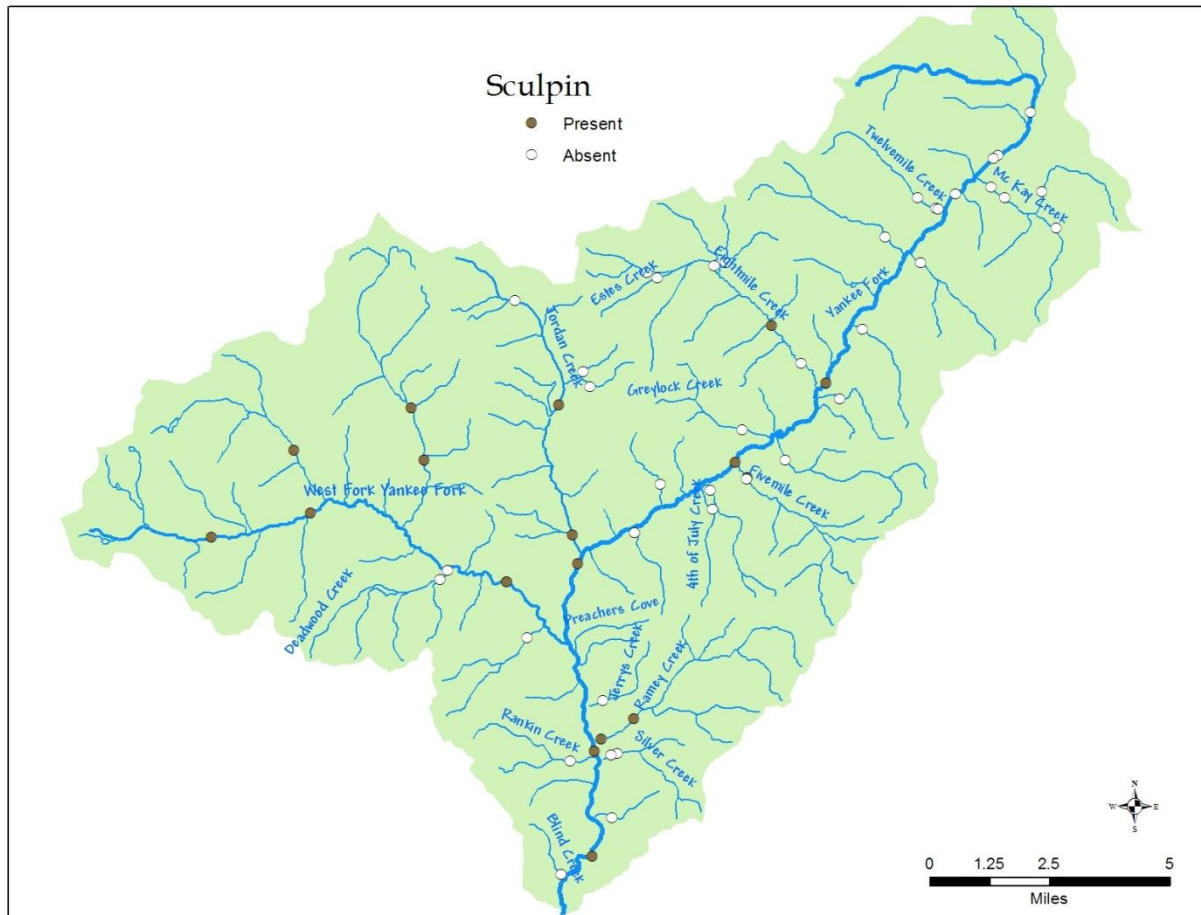 Sculpin
Present
Absent
Twelvemile Creek
Mc Kay Creek
Eightmile Creek
Estes Creek
Yankee Fork
Jordan Creek
Greylock Creek
West Fork Yankee Fork
Fivemile Creek
4th of July Creek
Deadwood Creek
Preachers Cove
Jerrys Creek
Ramey Creek
Rankin Creek
Silver Creek
Blind Creek
N
W E
S
0 1.25 2.5 5
Miles